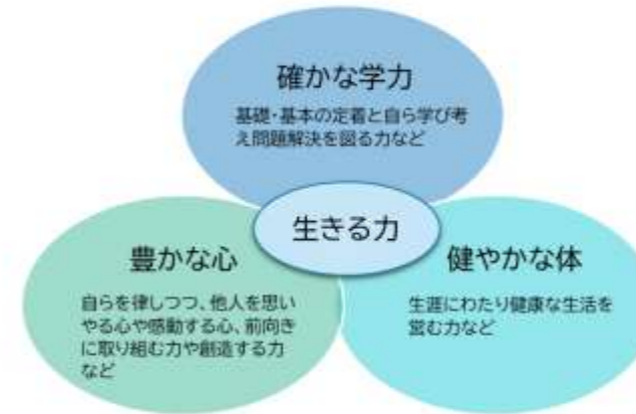 確かな学力
基礎・基本の定着と自ら学び考
え問題解決を図る力など
生きる力
豊かな心
自らを律しつつ、他人を思い
やる心や感動する心、前向き
に取り組む力や創造する力
など
健やかな体
生涯にわたり健康な生活を
営む力など